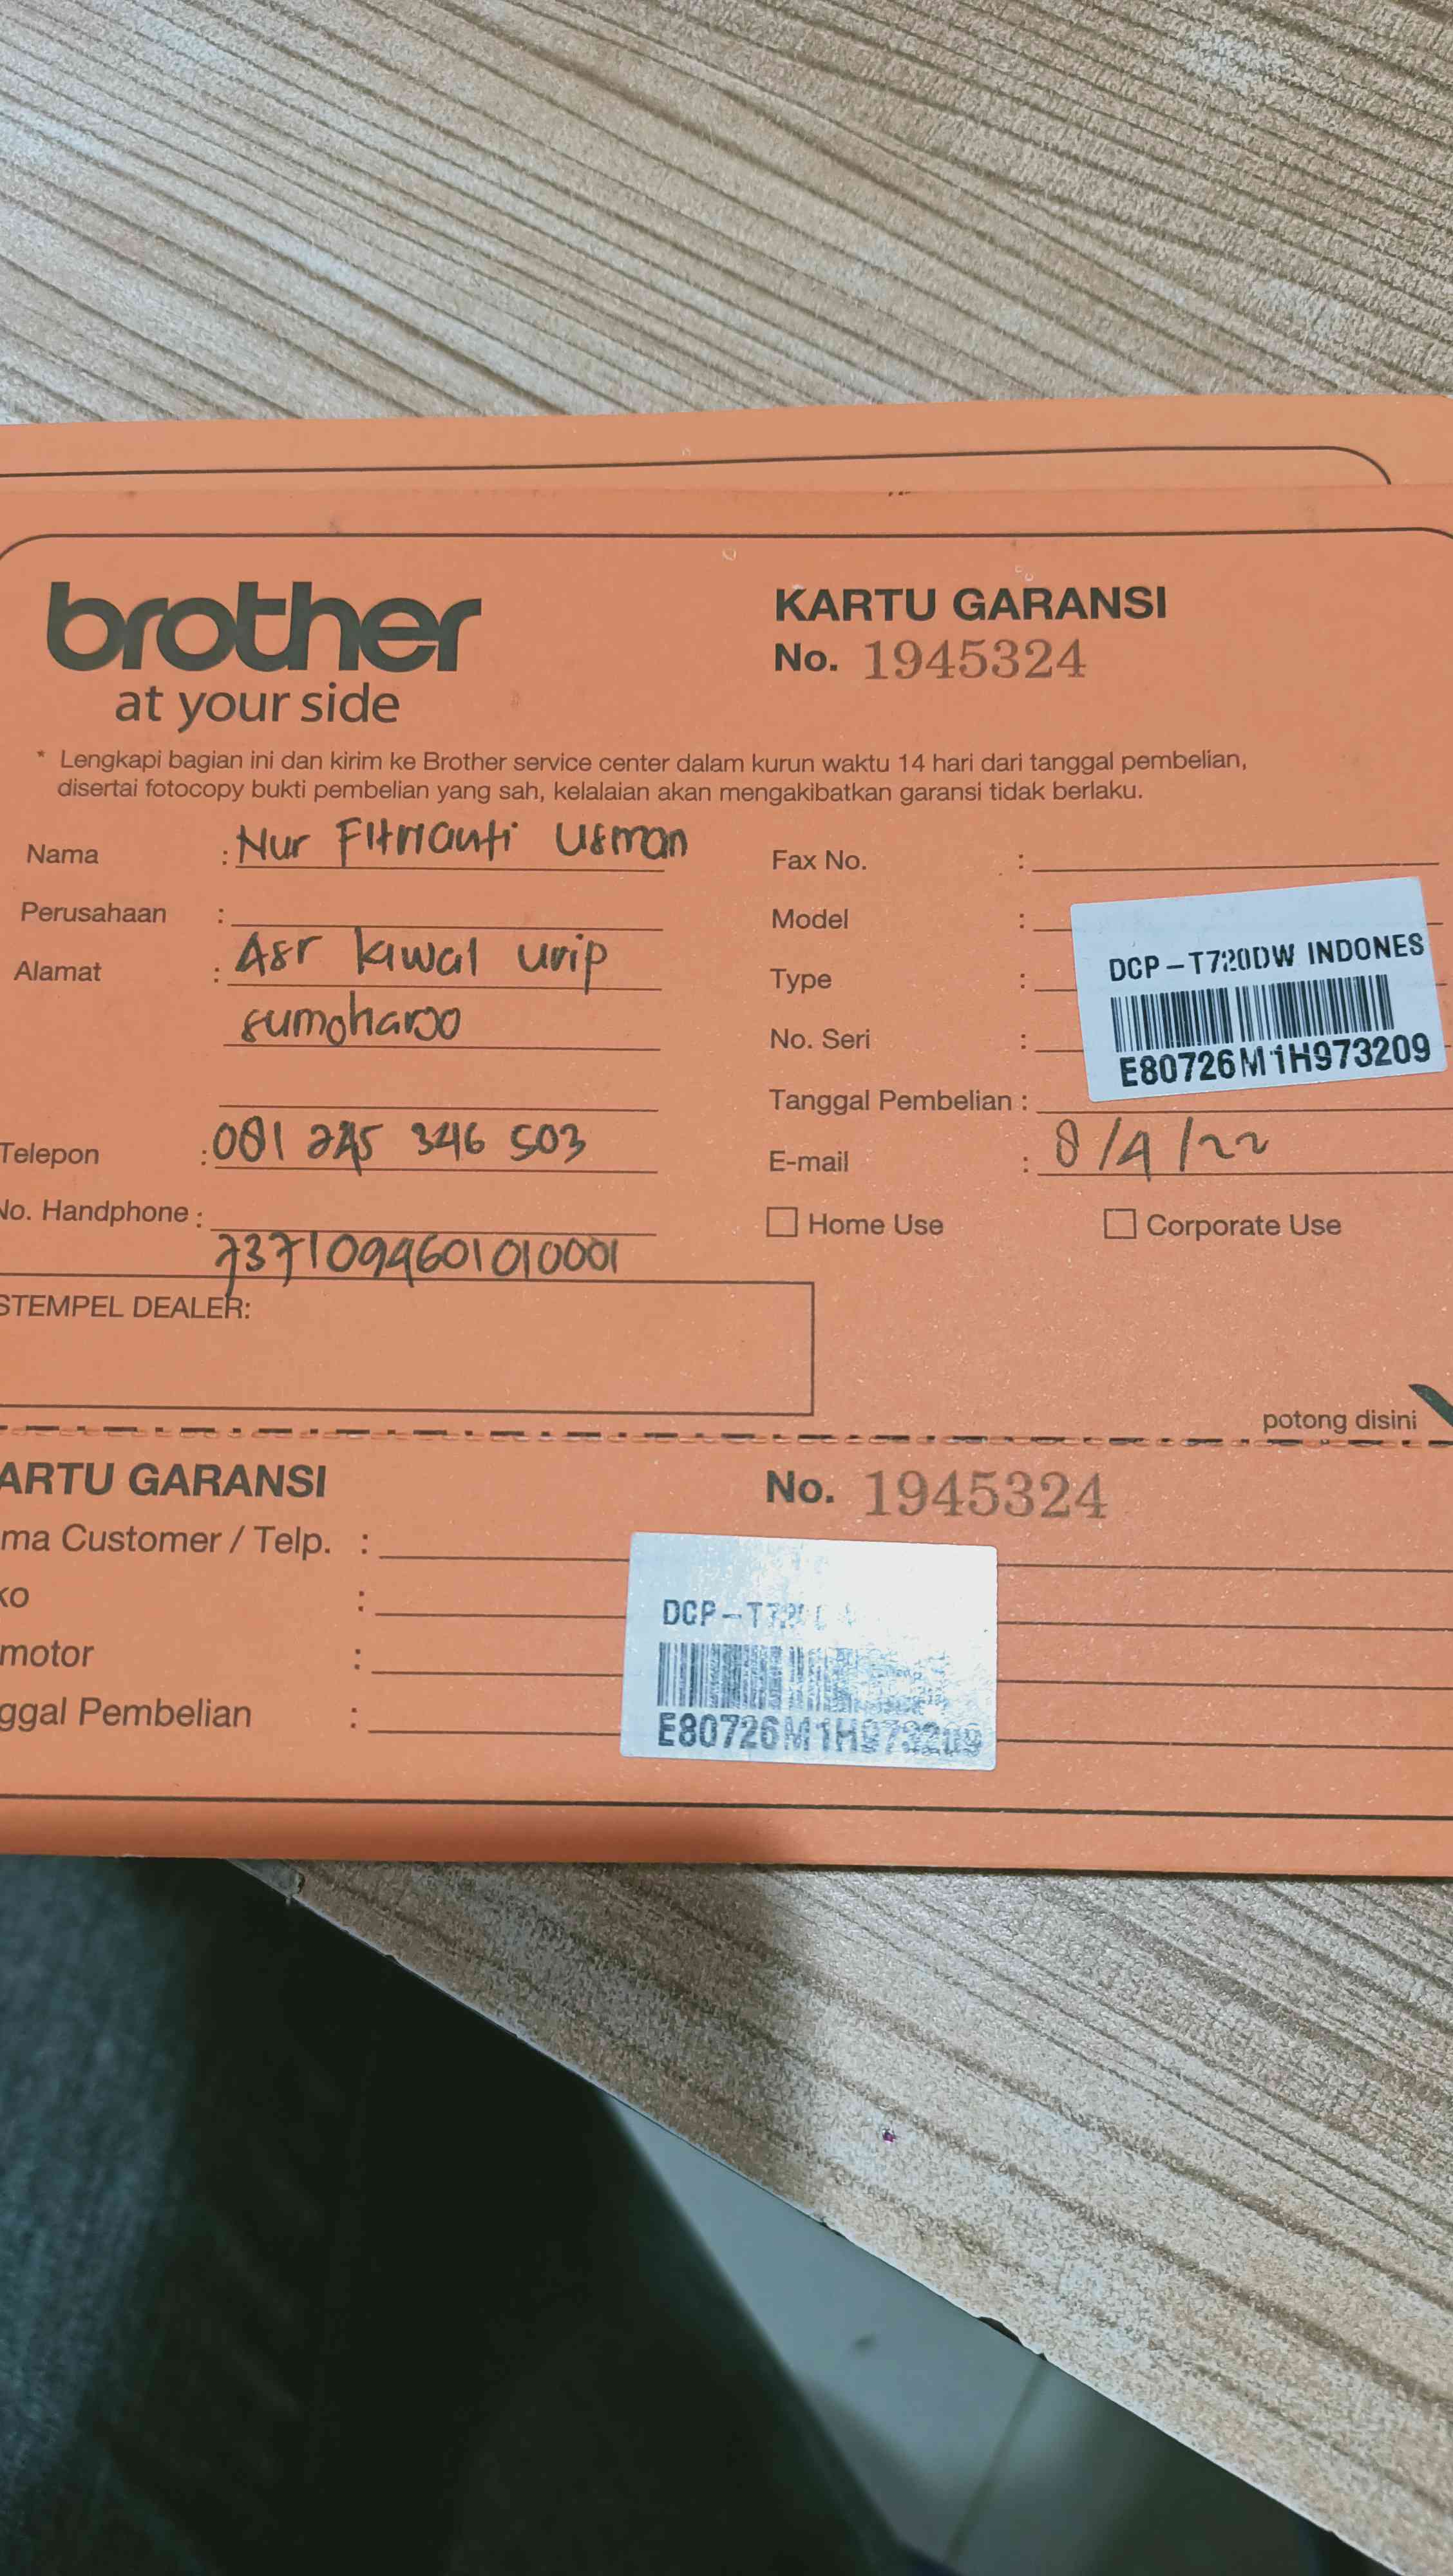 brother
at your side
KARTU GARANSI
No. 1945324
* Lengkapi bagian ini dan kirim ke Brother service center dalam kurun waktu 14 hari dari tanggal pembelian,
disertai fotocopy bukti pembelian yang sah, kelalaian akan mengakibatkan garansi tidak berlaku.
Nama : Nur Fitrianti Usman
Perusahaan :
Alamat : Asr kiwal urip
sumoharjo
Telepon : 081 245 346 503
No. Handphone :
7371094601010001
STEMPEL DEALER:
Fax No. :
Model :
Type :
No. Seri :
DCP-T720DW INDONES
E80726M1H973209
Tanggal Pembelian :
E-mail : 8/4/22
Home Use
Corporate Use
potong disini
ARTU GARANSI
No. 1945324
ma Customer / Telp. :
ko :
motor :
ggal Pembelian :
DCP-T720D
E80726M1H973209